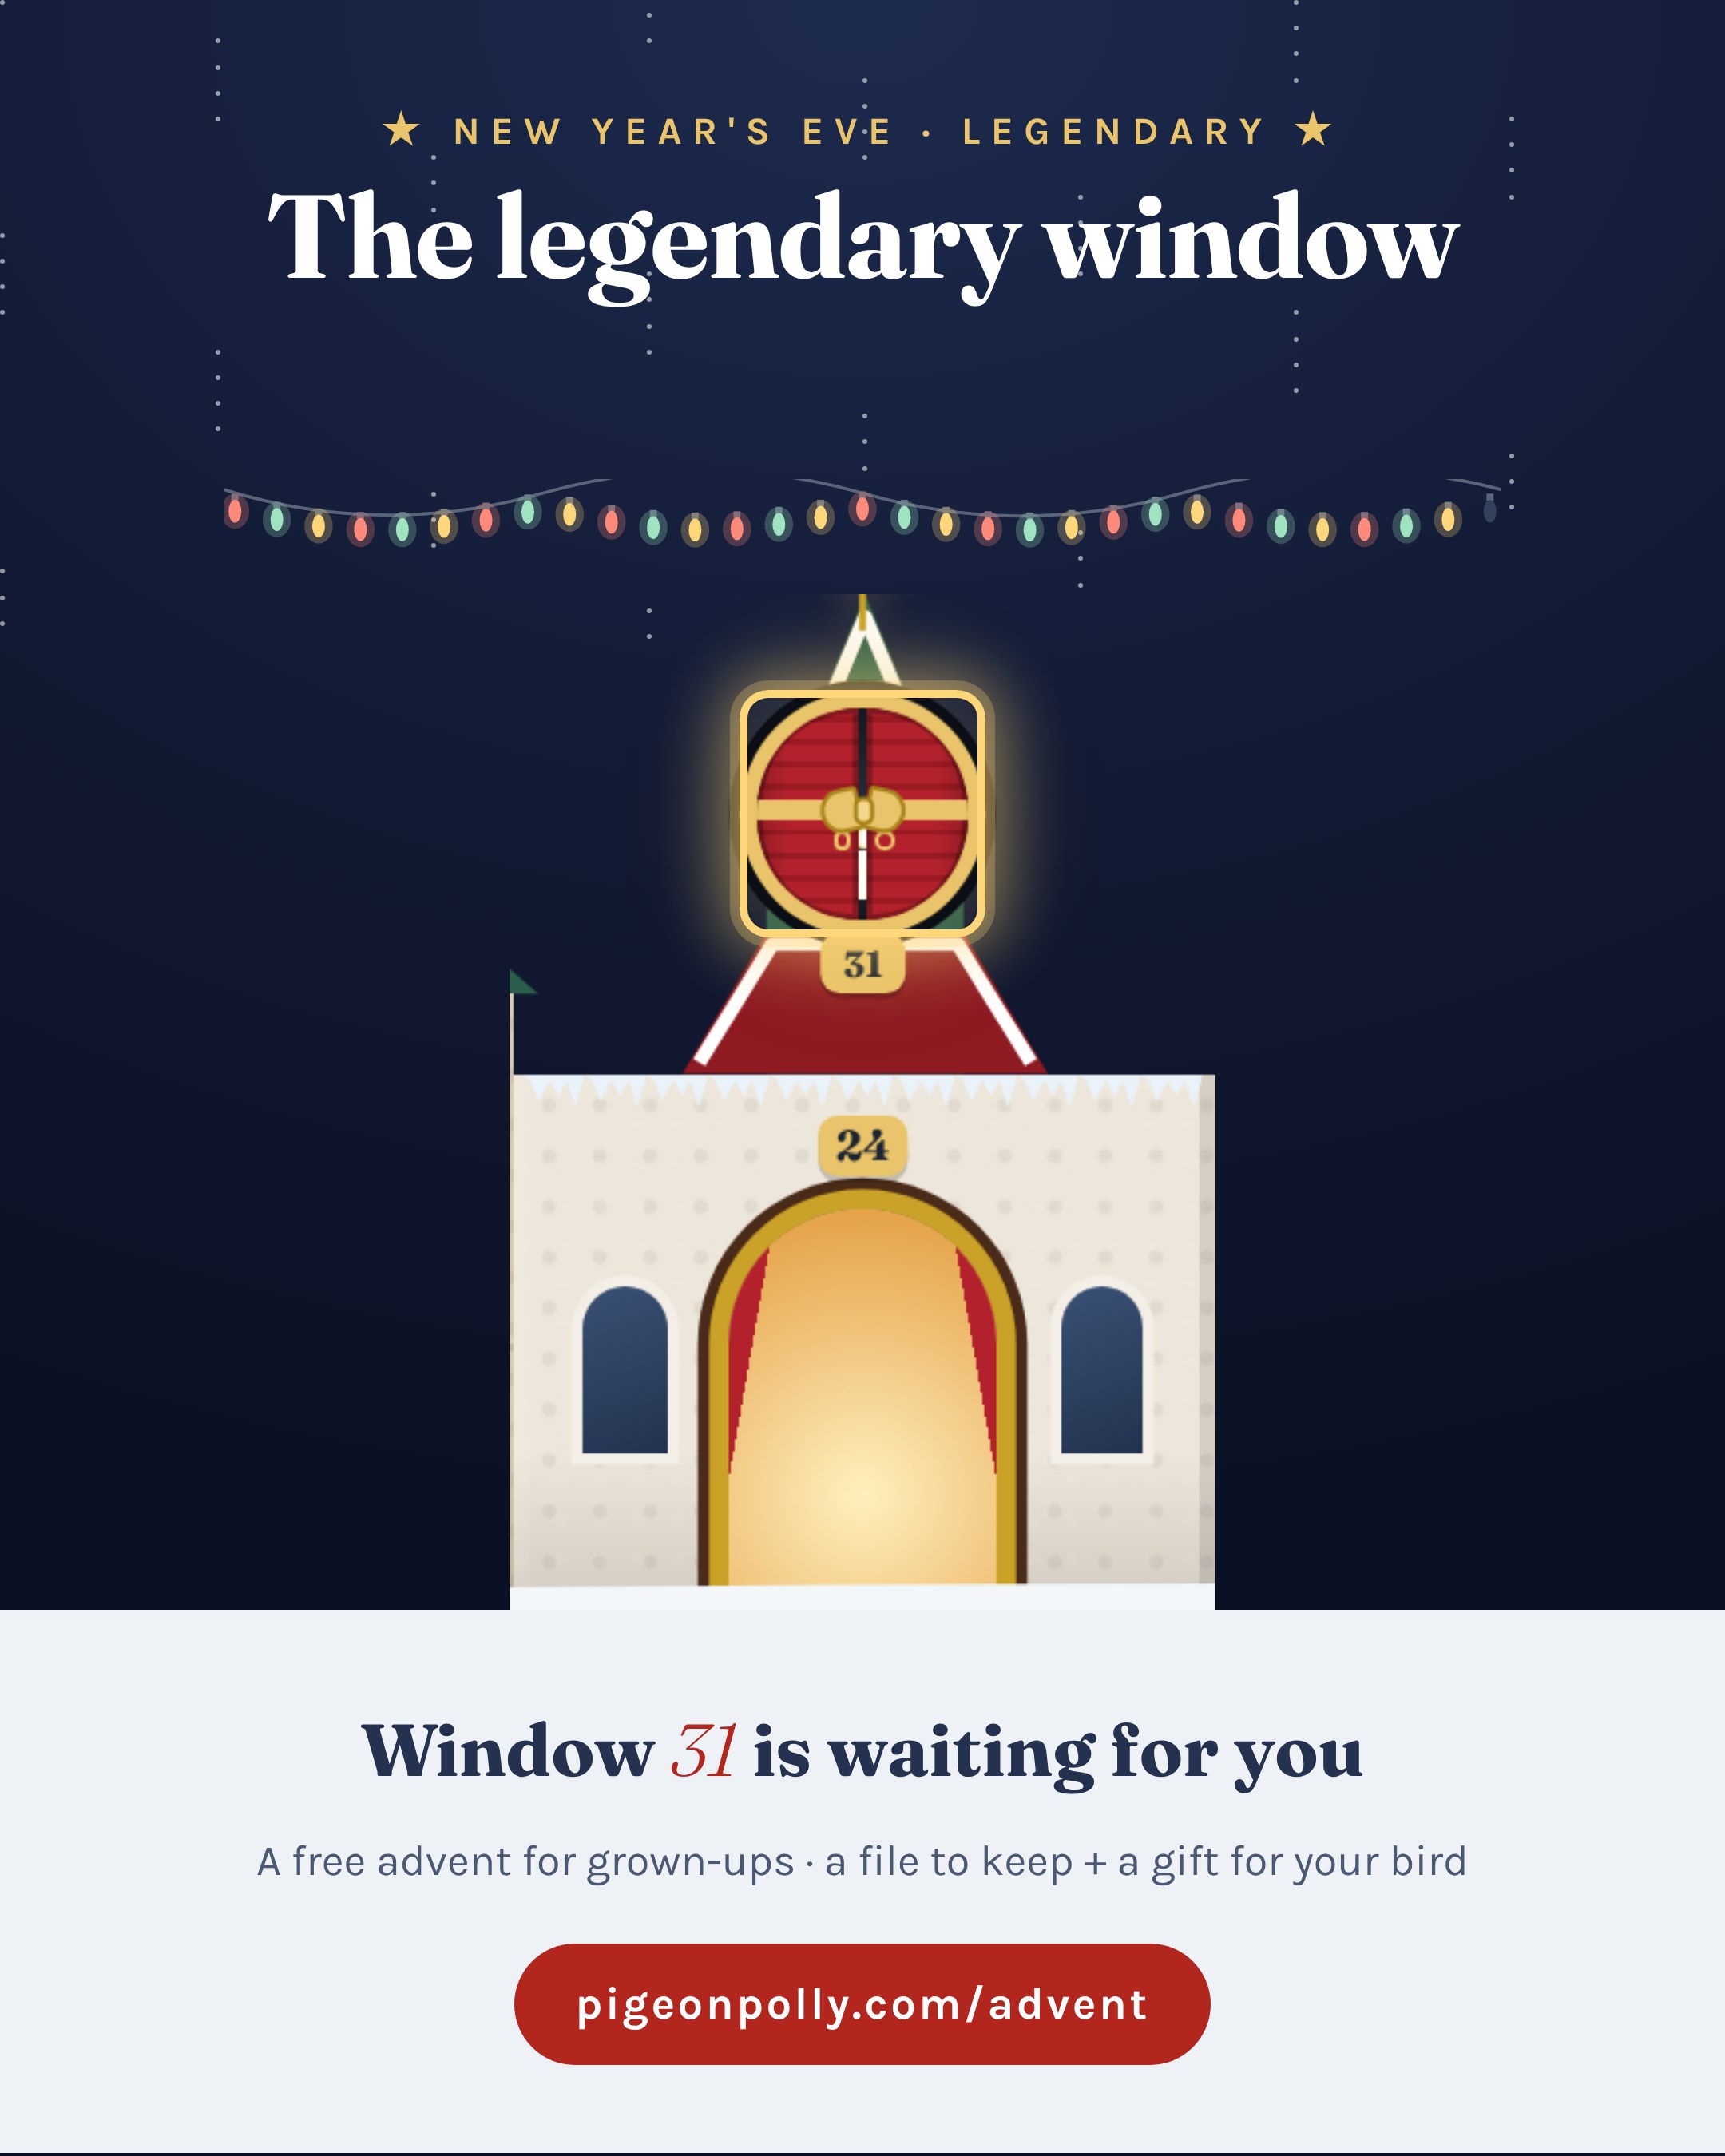 ★ NEW YEAR'S EVE · LEGENDARY ★
The legendary window
31
24
Window 31 is waiting for you
A free advent for grown-ups · a file to keep + a gift for your bird
pigeonpolly.com/advent